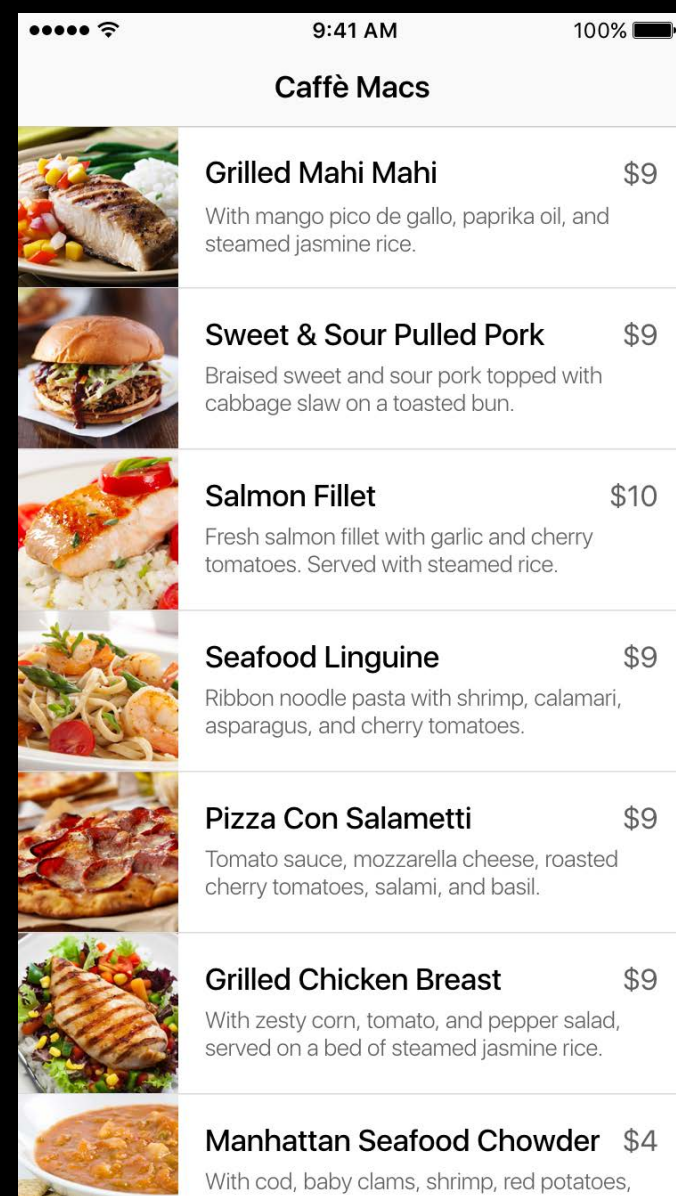 9:41 AM 100%
Caffè Macs
Grilled Mahi Mahi $9
With mango pico de gallo, paprika oil, and
steamed jasmine rice.
Sweet & Sour Pulled Pork $9
Braised sweet and sour pork topped with
cabbage slaw on a toasted bun.
Salmon Fillet $10
Fresh salmon fillet with garlic and cherry
tomatoes. Served with steamed rice.
Seafood Linguine $9
Ribbon noodle pasta with shrimp, calamari,
asparagus, and cherry tomatoes.
Pizza Con Salametti $9
Tomato sauce, mozzarella cheese, roasted
cherry tomatoes, salami, and basil.
Grilled Chicken Breast $9
With zesty corn, tomato, and pepper salad,
served on a bed of steamed jasmine rice.
Manhattan Seafood Chowder $4
With cod, baby clams, shrimp, red potatoes,